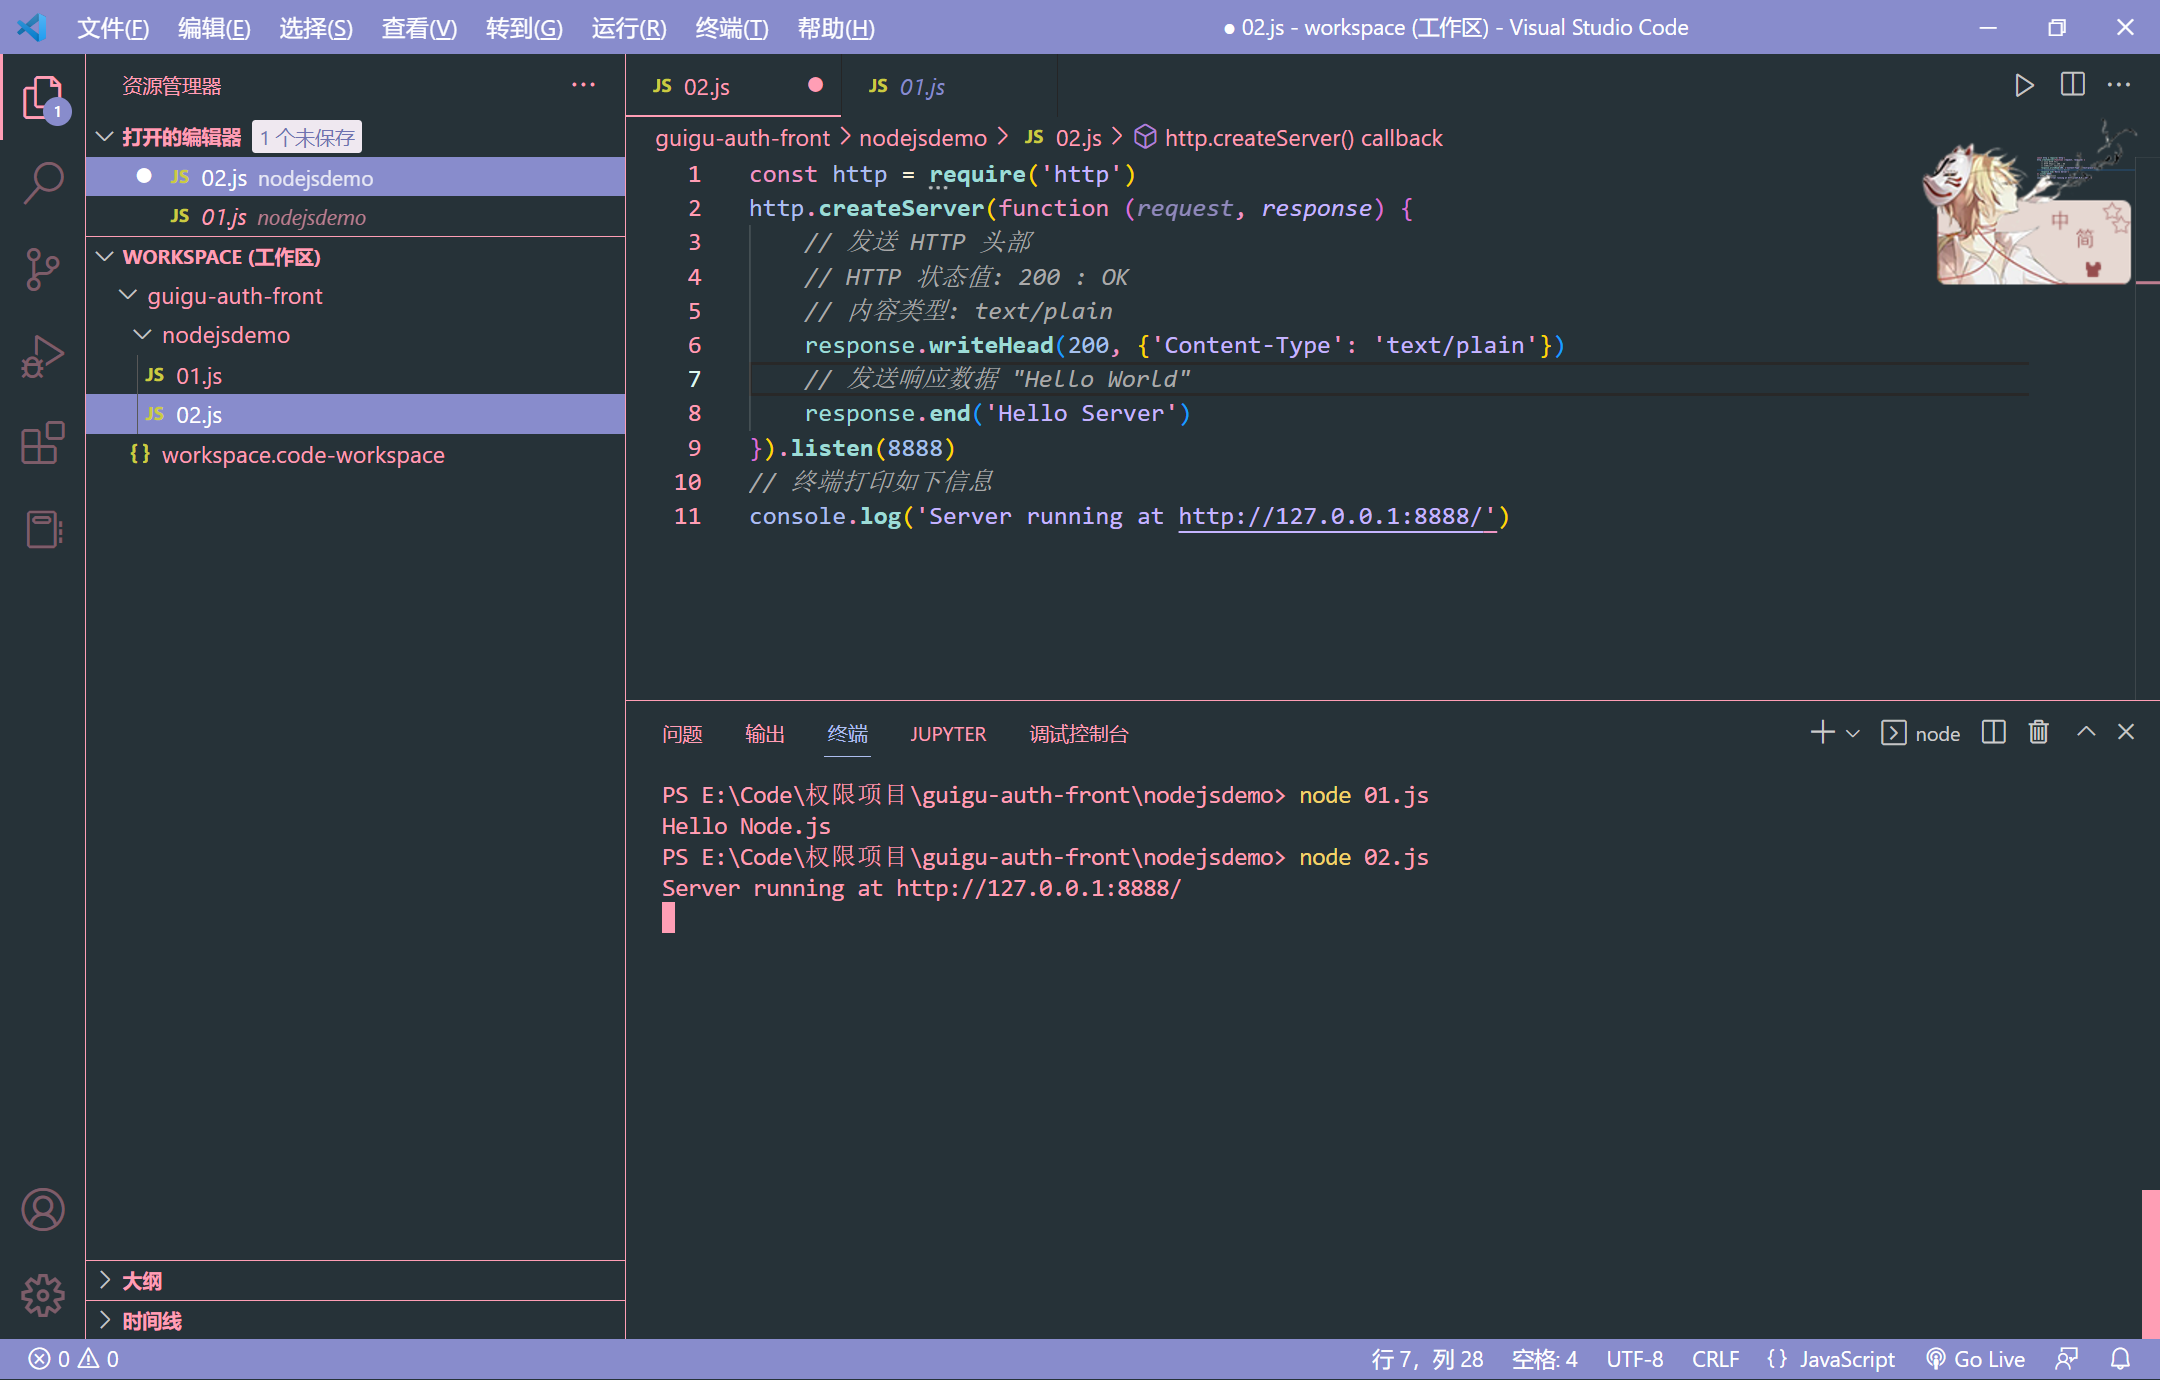 文件(F) 编辑(E) 选择(S) 查看(V) 转到(G) 运行(R) 终端(T) 帮助(H) ● 02.js - workspace (工作区) - Visual Studio Code
资源管理器 ···
1
打开的编辑器 1 个未保存
JS 02.js nodejsdemo
JS 01.js nodejsdemo
WORKSPACE (工作区)
guigu-auth-front
nodejsdemo
JS 01.js
JS 02.js
{} workspace.code-workspace
大纲
时间线
JS 02.js ● JS 01.js
guigu-auth-front > nodejsdemo > JS 02.js > http.createServer() callback
1 const http = require('http')
2 http.createServer(function (request, response) {
3 // 发送 HTTP 头部
4 // HTTP 状态值: 200 : OK
5 // 内容类型: text/plain
6 response.writeHead(200, {'Content-Type': 'text/plain'})
7 // 发送响应数据 "Hello World"
8 response.end('Hello Server')
9 }).listen(8888)
10 // 终端打印如下信息
11 console.log('Server running at http://127.0.0.1:8888/')
中
简
问题 输出 终端 JUPYTER 调试控制台 node
PS E:\Code\权限项目\guigu-auth-front\nodejsdemo> node 01.js
Hello Node.js
PS E:\Code\权限项目\guigu-auth-front\nodejsdemo> node 02.js
Server running at http://127.0.0.1:8888/
0 0 行 7，列 28 空格: 4 UTF-8 CRLF {} JavaScript Go Live